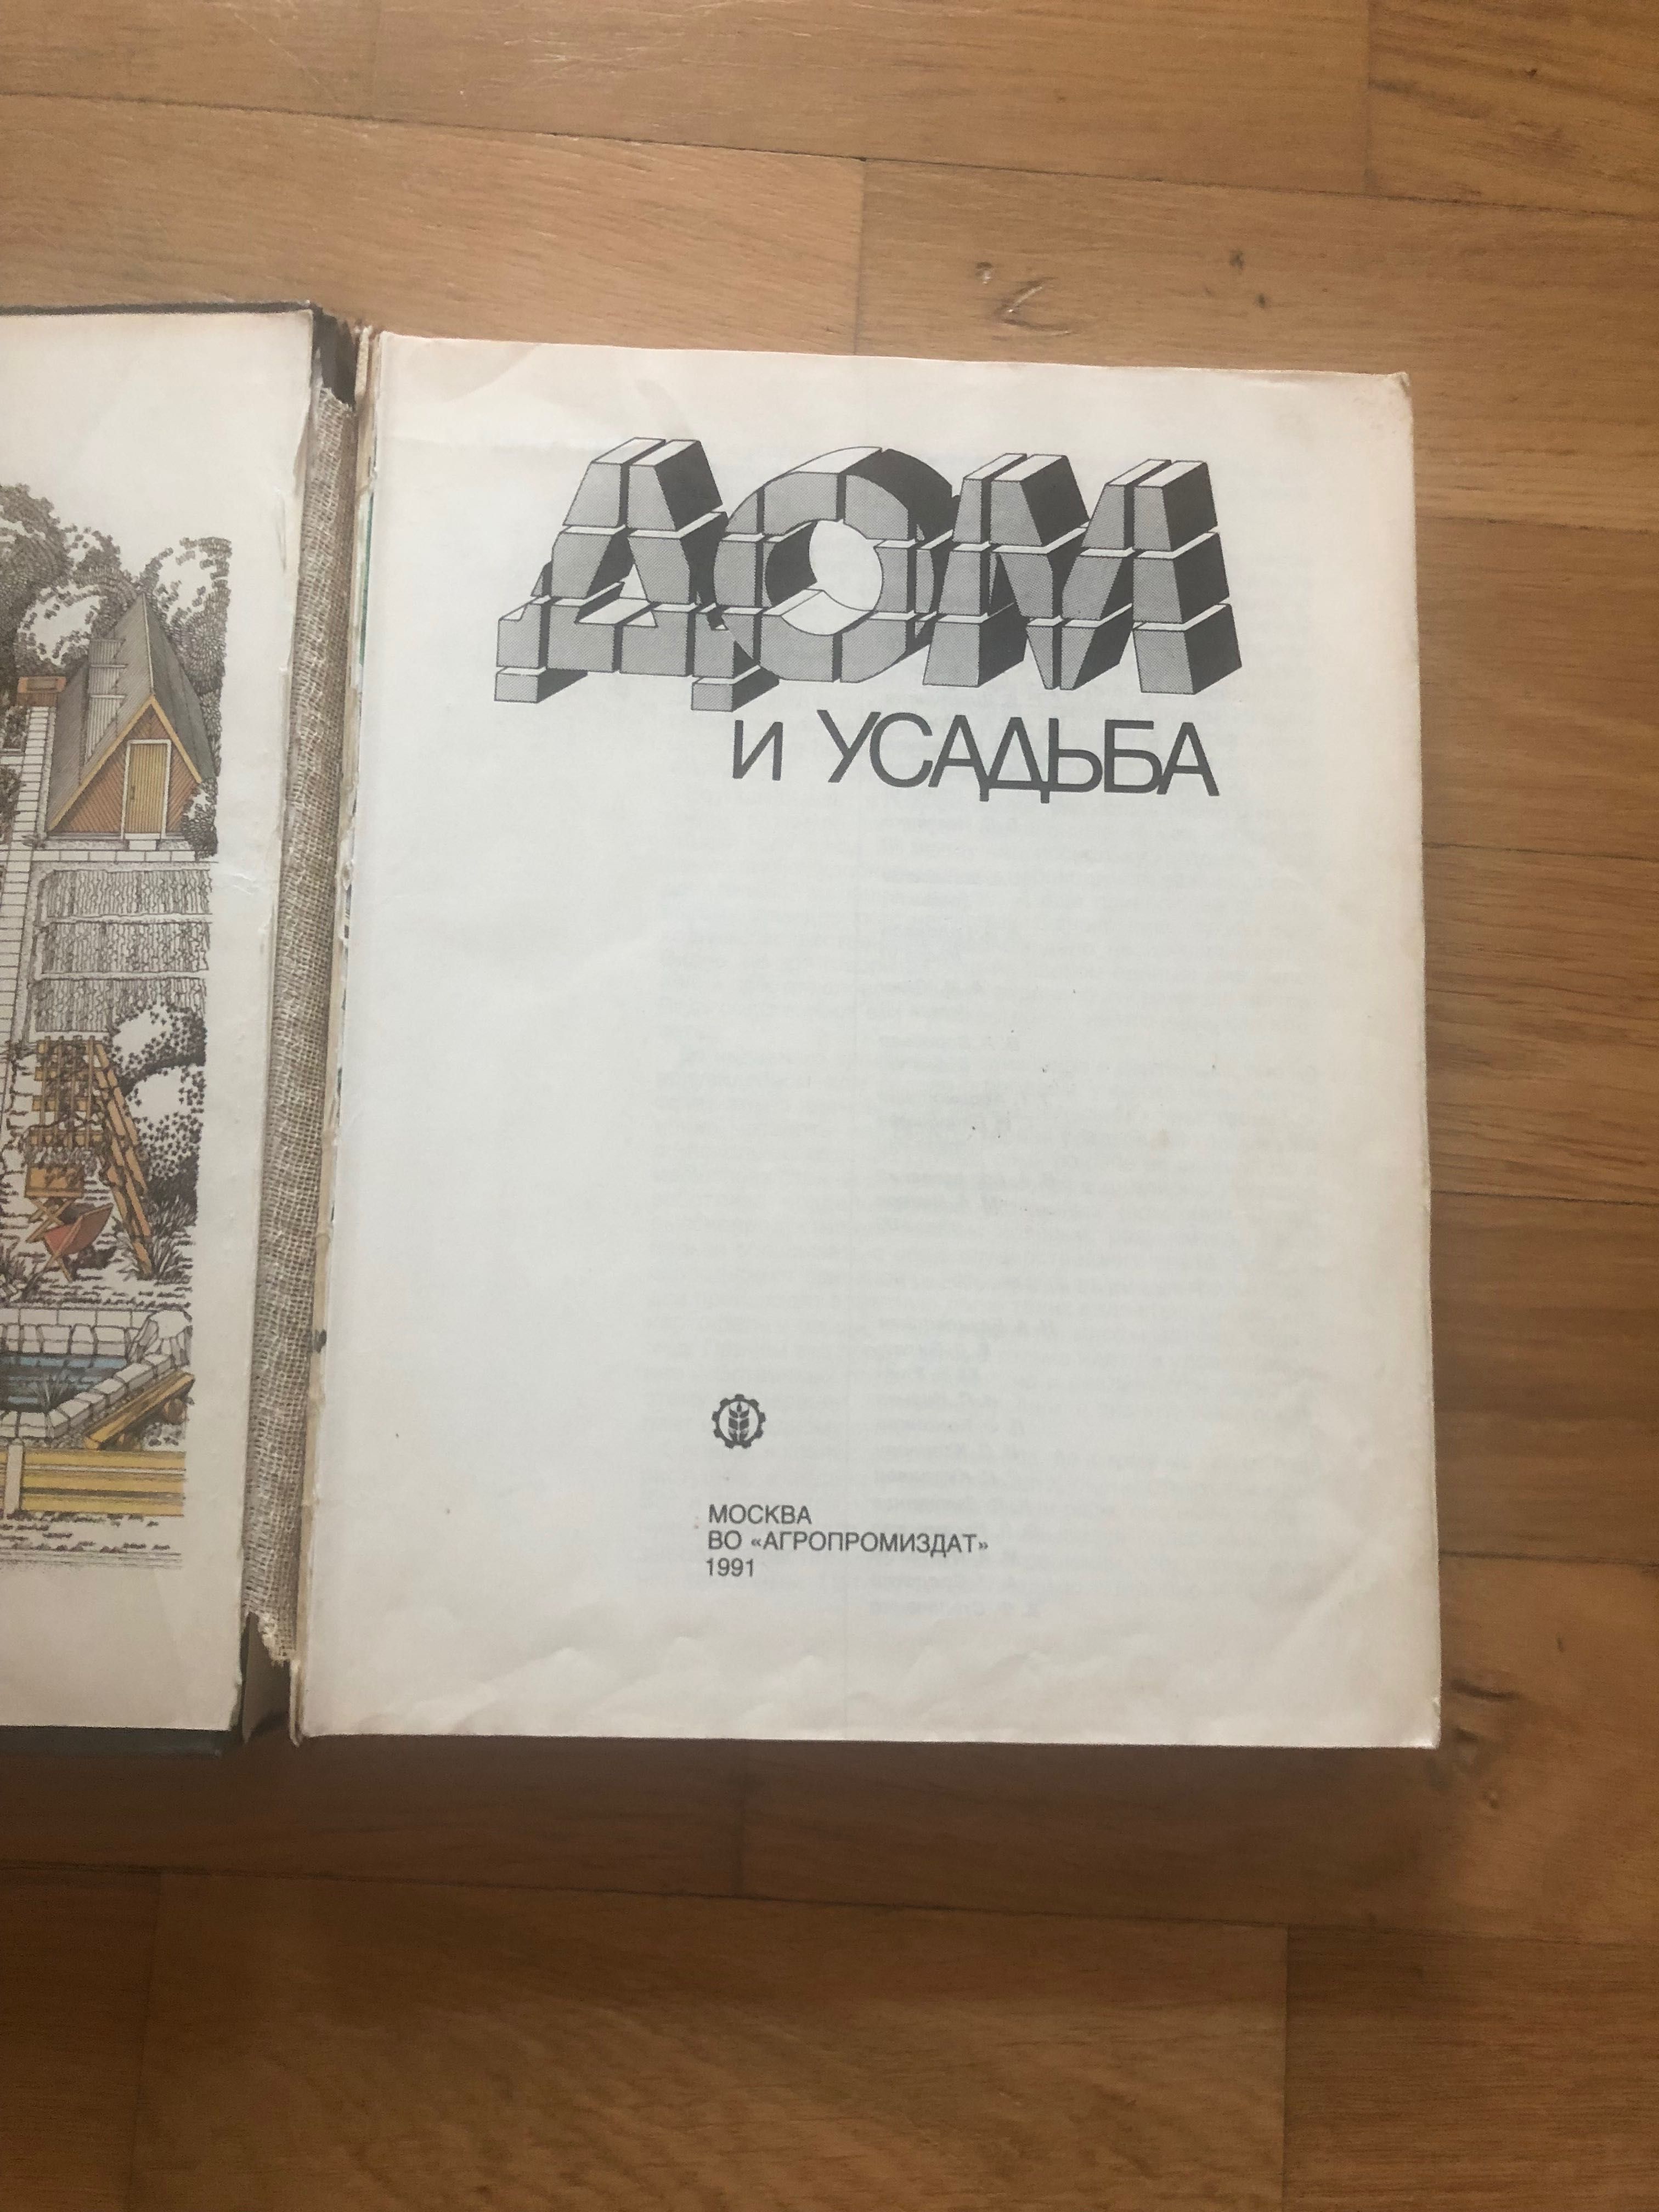 ДОМ
И УСАДЬБА
МОСКВА
ВО «АГРОПРОМИЗДАТ»
1991